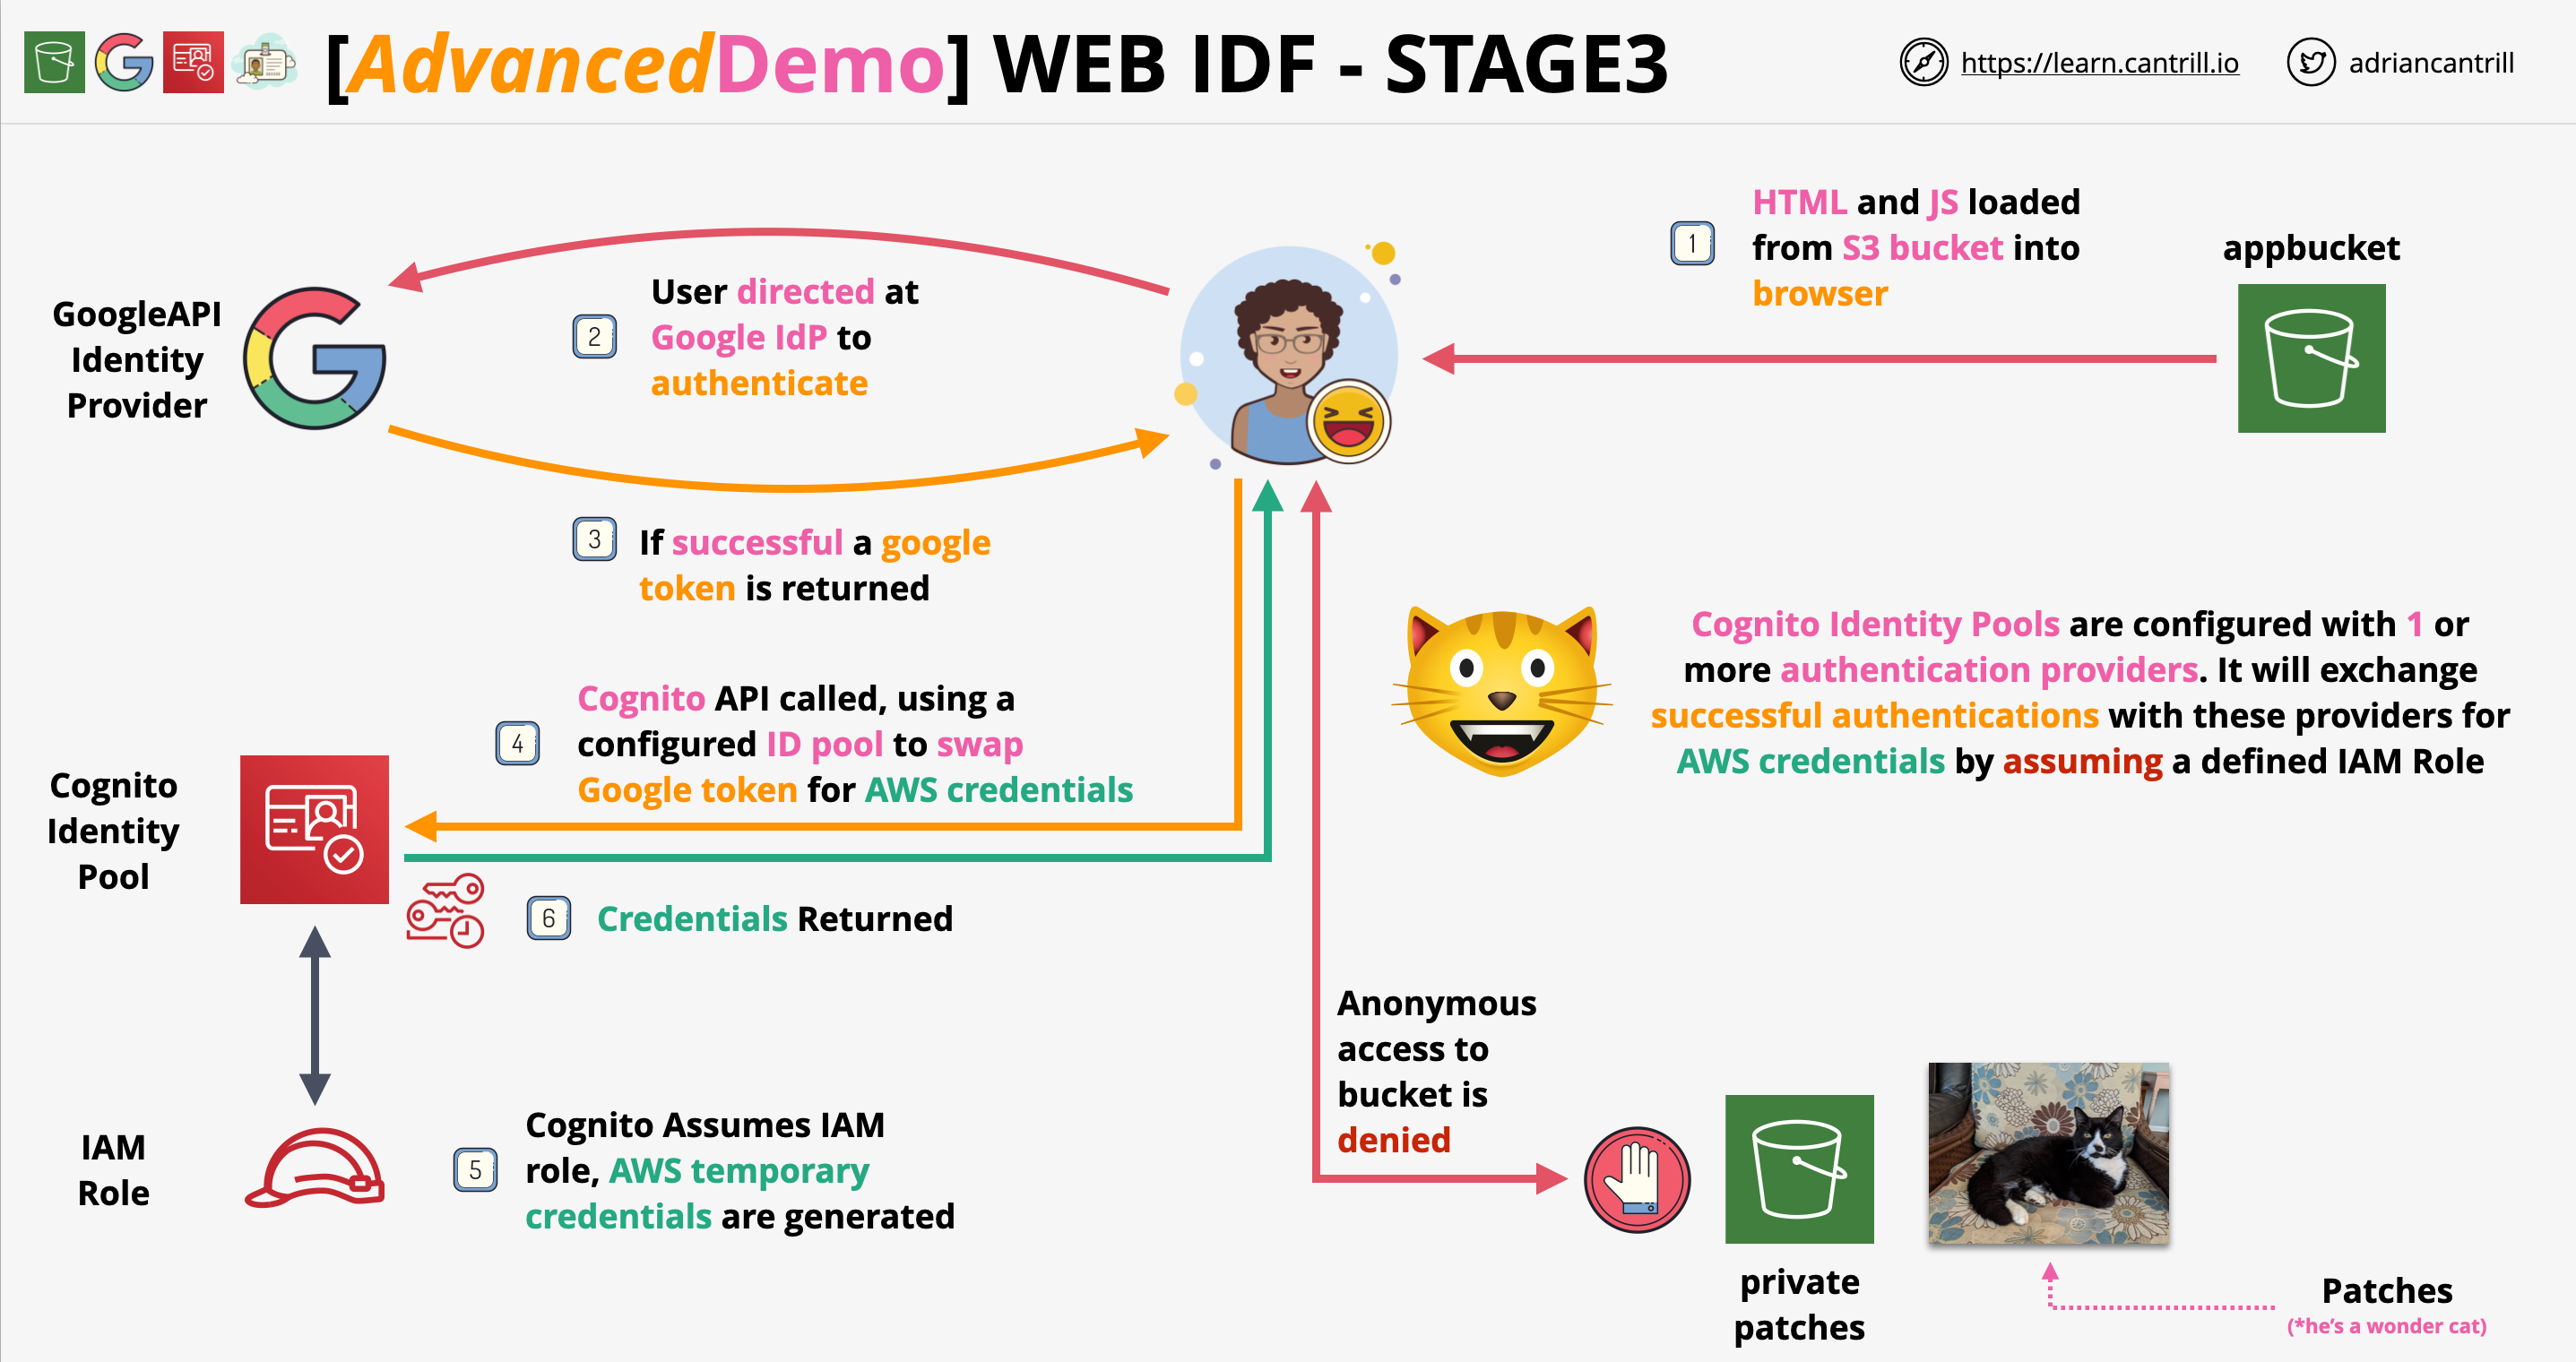 [AdvancedDemo] WEB IDF - STAGE3
https://learn.cantrill.io
adriancantrill
1
HTML and JS loaded
from S3 bucket into
browser
appbucket
GoogleAPI
Identity
Provider
2
User directed at
Google IdP to
authenticate
3
If successful a google
token is returned
Cognito Identity Pools are configured with 1 or
more authentication providers. It will exchange
successful authentications with these providers for
AWS credentials by assuming a defined IAM Role
4
Cognito API called, using a
configured ID pool to swap
Google token for AWS credentials
Cognito
Identity
Pool
6
Credentials Returned
Anonymous
access to
bucket is
denied
IAM
Role
5
Cognito Assumes IAM
role, AWS temporary
credentials are generated
private
patches
Patches
(*he's a wonder cat)